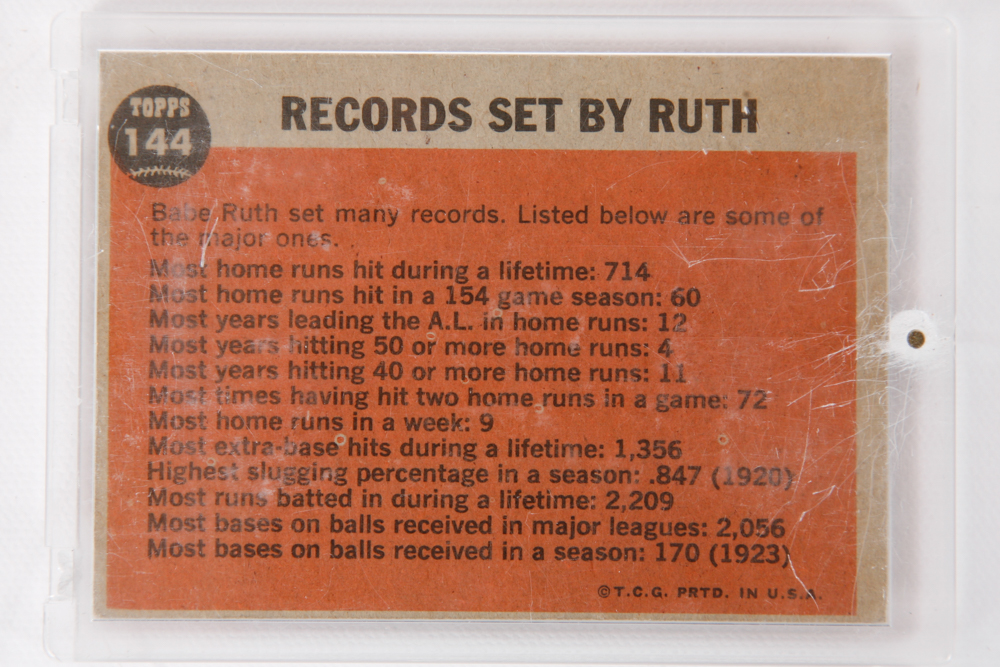 TOPPS
144
RECORDS SET BY RUTH
Babe Ruth set many records. Listed below are some of
the major ones.
Most home runs hit during a lifetime: 714
Most home runs hit in a 154 game season: 60
Most years leading the A.L. in home runs: 12
Most years hitting 50 or more home runs: 4
Most years hitting 40 or more home runs: 11
Most times having hit two home runs in a game: 72
Most home runs in a week: 9
Most extra-base hits during a lifetime: 1,356
Highest slugging percentage in a season: .847 (1920)
Most runs batted in during a lifetime: 2,209
Most bases on balls received in major leagues: 2,056
Most bases on balls received in a season: 170 (1923)
©T.C.G. PRTD. IN U.S.A.